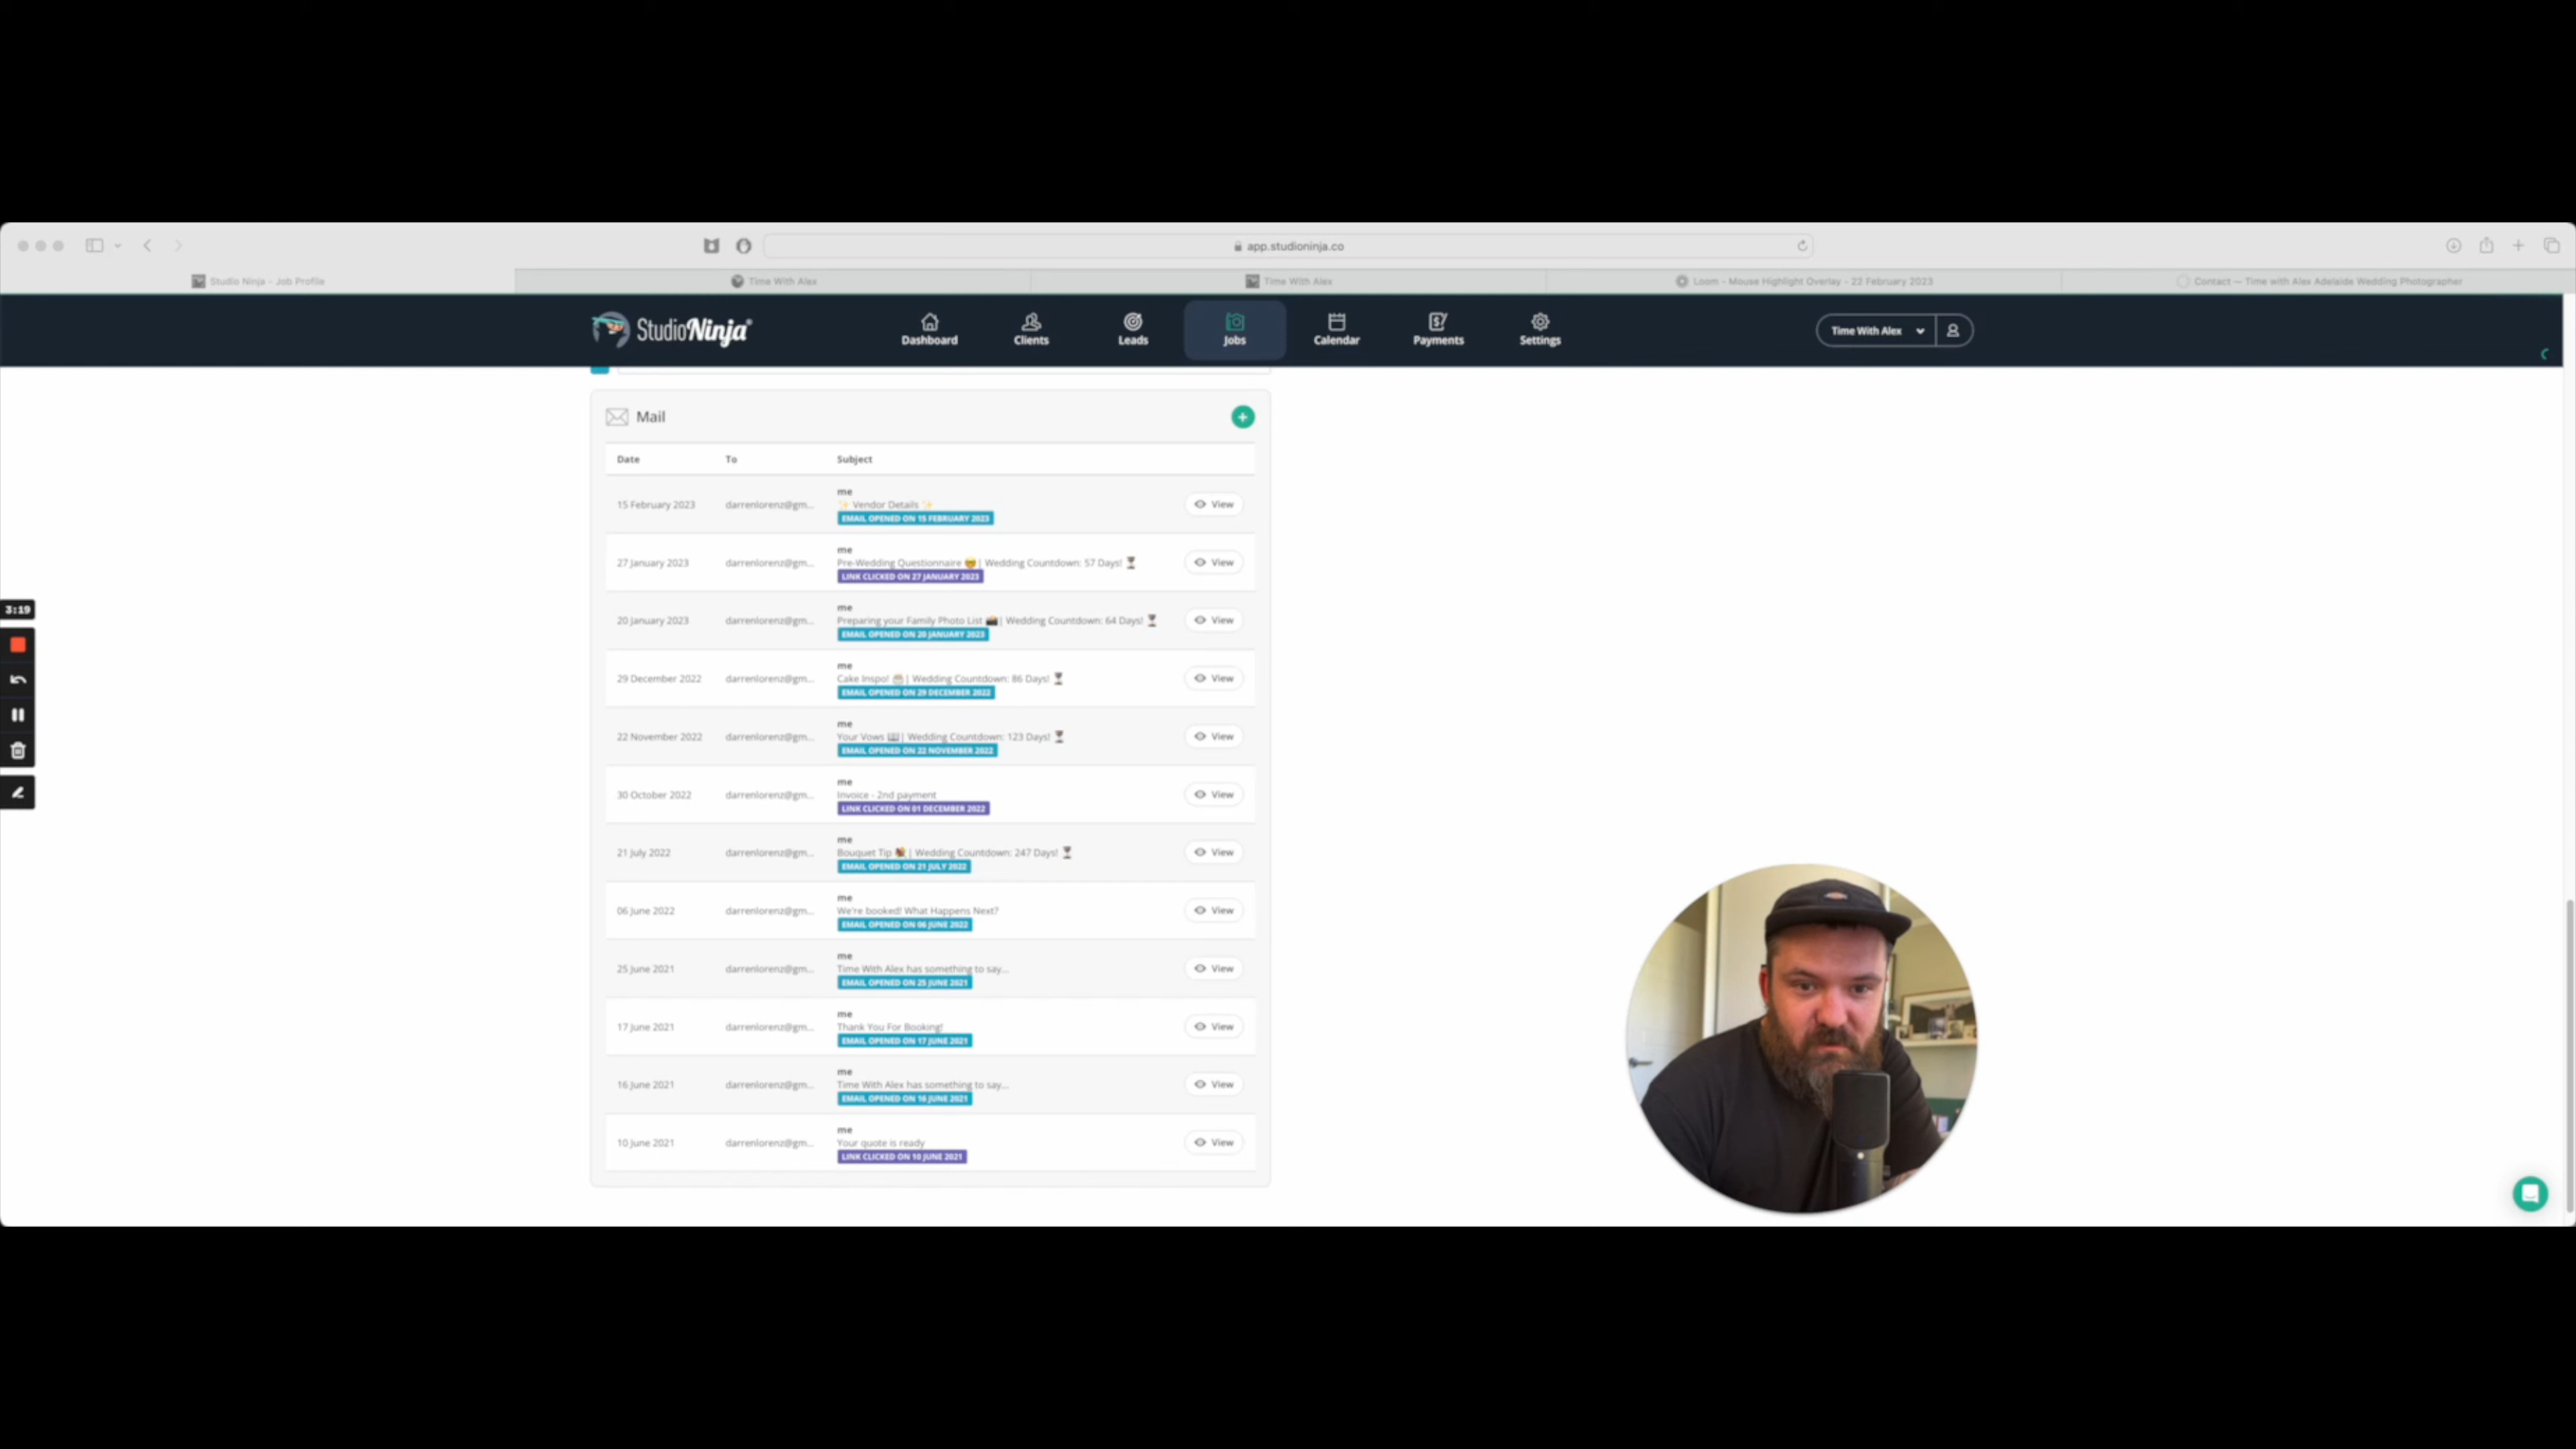 app.studioninja.co
Studio Ninja - Job Profile
Time With Alex
Time With Alex
Loom - Mouse Highlight Overlay - 22 February 2023
Contact — Time with Alex Adelaide Wedding Photographer
StudioNinja®
Dashboard
Clients
Leads
Jobs
Calendar
Payments
Settings
Time With Alex
Mail
Date To Subject
me
15 February 2023 darrenlorenz@gm... ✨ Vendor Details ✨ View
EMAIL OPENED ON 15 FEBRUARY 2023
me
27 January 2023 darrenlorenz@gm... Pre-Wedding Questionnaire 🤓| Wedding Countdown: 57 Days! ⏳ View
LINK CLICKED ON 27 JANUARY 2023
me
20 January 2023 darrenlorenz@gm... Preparing your Family Photo List 📸| Wedding Countdown: 64 Days! ⏳ View
EMAIL OPENED ON 20 JANUARY 2023
me
29 December 2022 darrenlorenz@gm... Cake Inspo! 🎂| Wedding Countdown: 86 Days! ⏳ View
EMAIL OPENED ON 29 DECEMBER 2022
me
22 November 2022 darrenlorenz@gm... Your Vows 📖| Wedding Countdown: 123 Days! ⏳ View
EMAIL OPENED ON 22 NOVEMBER 2022
me
30 October 2022 darrenlorenz@gm... Invoice - 2nd payment View
LINK CLICKED ON 01 DECEMBER 2022
me
21 July 2022 darrenlorenz@gm... Bouquet Tip 💐| Wedding Countdown: 247 Days! ⏳ View
EMAIL OPENED ON 21 JULY 2022
me
06 June 2022 darrenlorenz@gm... We're booked! What Happens Next? View
EMAIL OPENED ON 06 JUNE 2022
me
25 June 2021 darrenlorenz@gm... Time With Alex has something to say... View
EMAIL OPENED ON 25 JUNE 2021
me
17 June 2021 darrenlorenz@gm... Thank You For Booking! View
EMAIL OPENED ON 17 JUNE 2021
me
16 June 2021 darrenlorenz@gm... Time With Alex has something to say... View
EMAIL OPENED ON 16 JUNE 2021
me
10 June 2021 darrenlorenz@gm... Your quote is ready View
LINK CLICKED ON 10 JUNE 2021
3:19